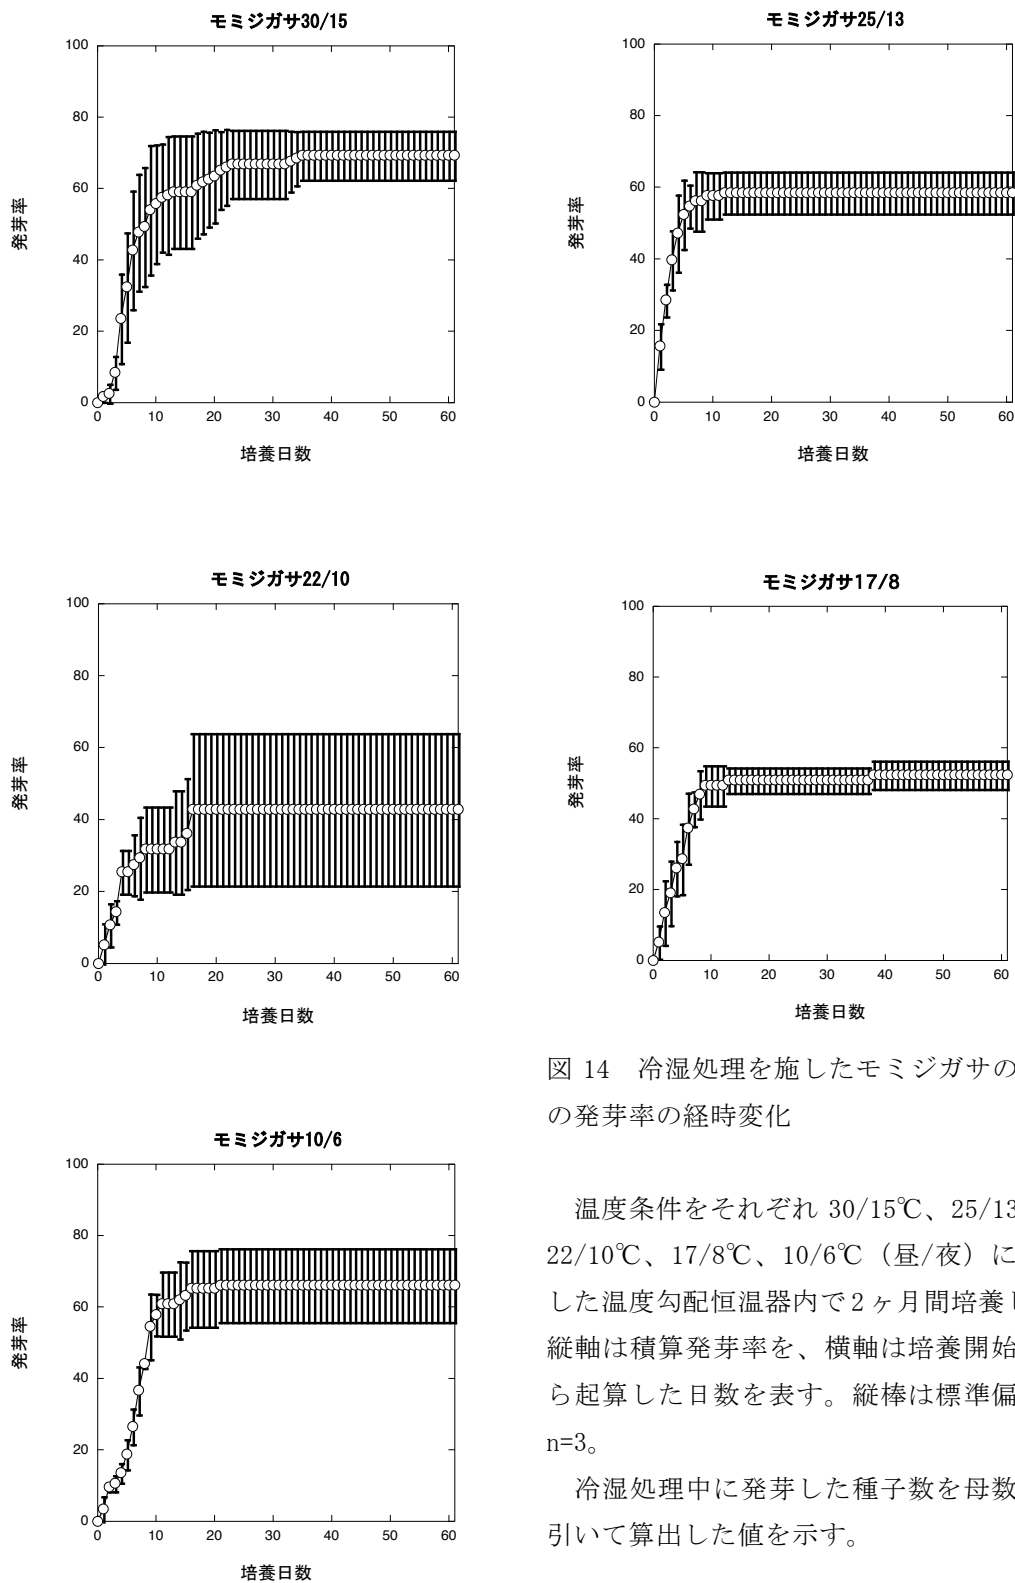 モミジガサ30/15
100
80
60
40
20
0
0 10 20 30 40 50 60
発芽率
培養日数
モミジガサ25/13
100
80
60
40
20
0
0 10 20 30 40 50 60
発芽率
培養日数
モミジガサ22/10
100
80
60
40
20
0
0 10 20 30 40 50 60
発芽率
培養日数
モミジガサ17/8
100
80
60
40
20
0
0 10 20 30 40 50 60
発芽率
培養日数
モミジガサ10/6
100
80
60
40
20
0
0 10 20 30 40 50 60
発芽率
培養日数
図 14 冷湿処理を施したモミジガサの
の発芽率の経時変化
温度条件をそれぞれ 30/15℃、25/13
22/10℃、17/8℃、10/6℃（昼/夜）に
した温度勾配恒温器内で2ヶ月間培養し
縦軸は積算発芽率を、横軸は培養開始
ら起算した日数を表す。縦棒は標準偏
n=3。
冷湿処理中に発芽した種子数を母数
引いて算出した値を示す。